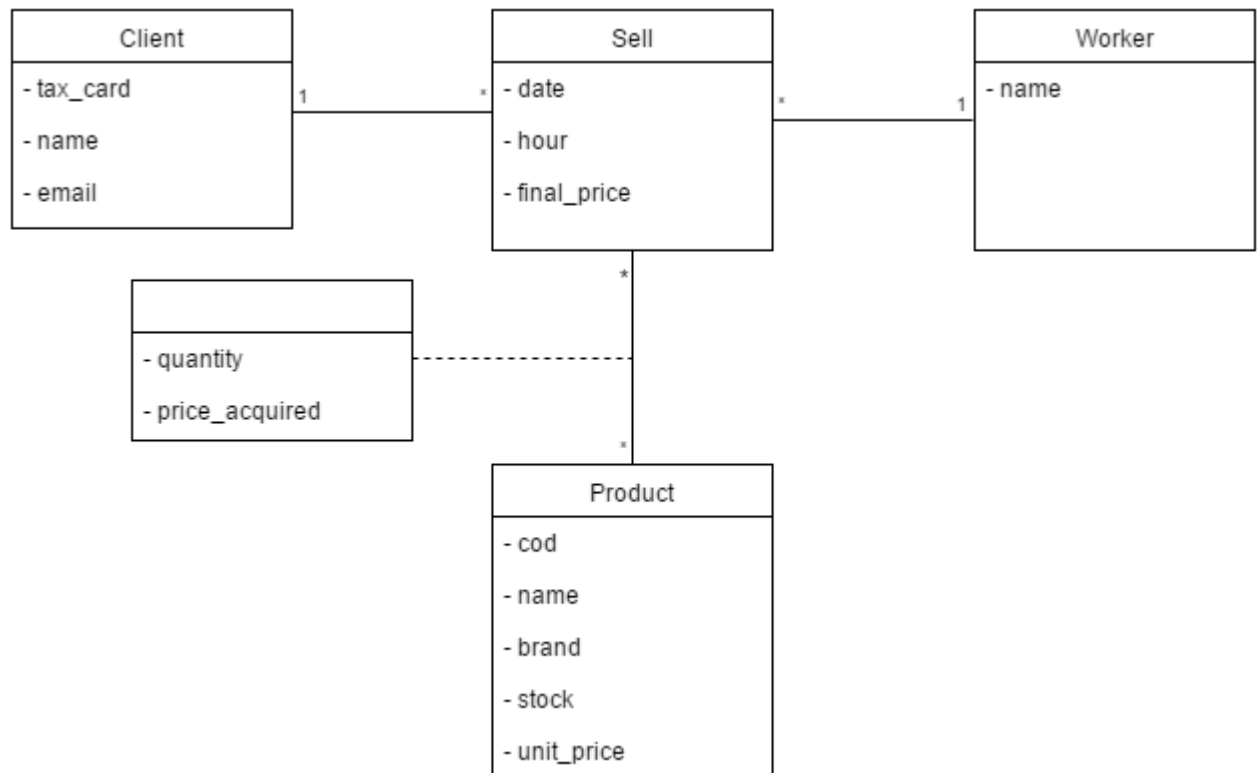 Client
- tax_card
- name
- email
1
*
Sell
- date
- hour
- final_price
*
1
Worker
- name
*
- quantity
- price_acquired
*
Product
- cod
- name
- brand
- stock
- unit_price